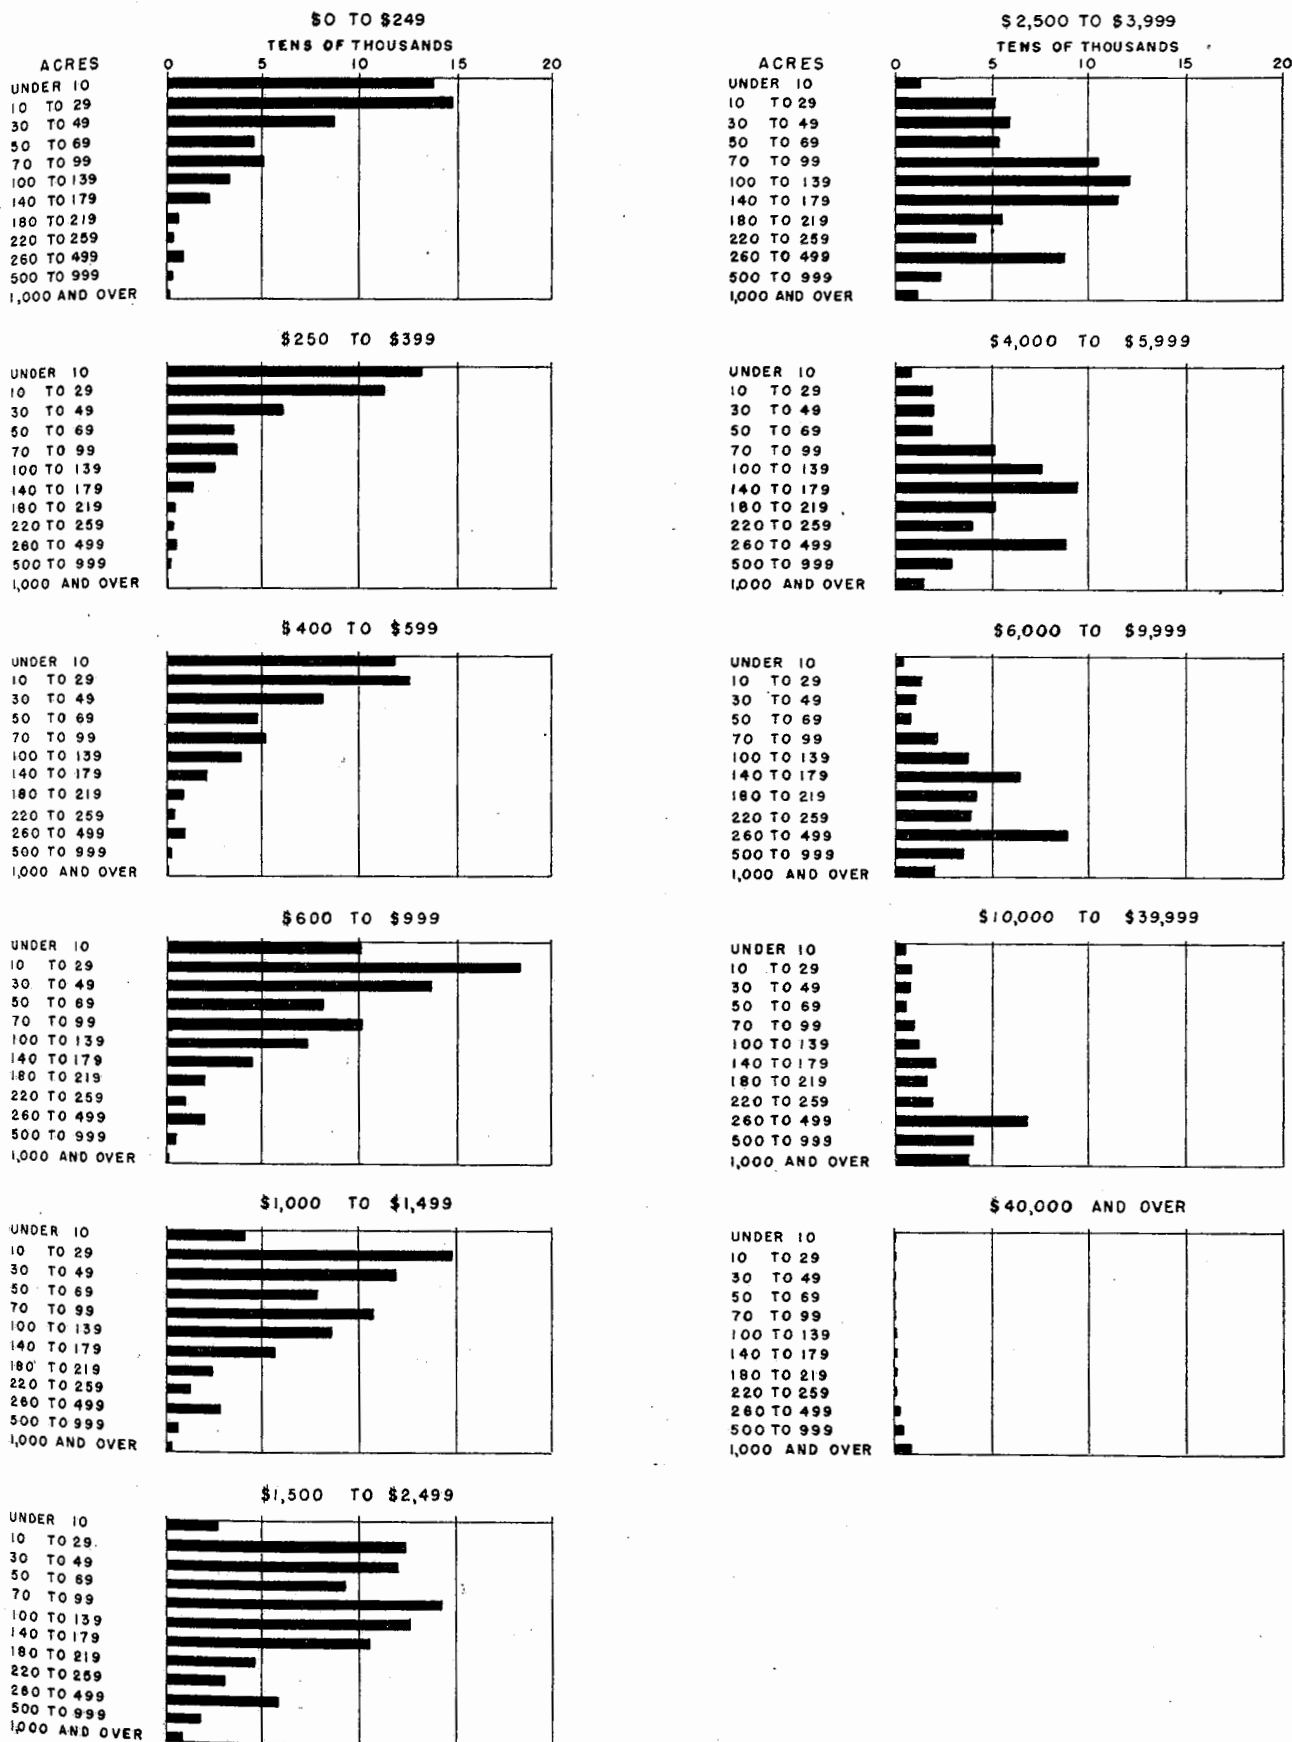 $0 TO $249
TENS OF THOUSANDS
ACRES
0 5 10 15 20
UNDER 10
10 TO 29
30 TO 49
50 TO 69
70 TO 99
100 TO 139
140 TO 179
180 TO 219
220 TO 259
260 TO 499
500 TO 999
1,000 AND OVER
$250 TO $399
UNDER 10
10 TO 29
30 TO 49
50 TO 69
70 TO 99
100 TO 139
140 TO 179
180 TO 219
220 TO 259
260 TO 499
500 TO 999
1,000 AND OVER
$400 TO $599
UNDER 10
10 TO 29
30 TO 49
50 TO 69
70 TO 99
100 TO 139
140 TO 179
180 TO 219
220 TO 259
260 TO 499
500 TO 999
1,000 AND OVER
$600 TO $999
UNDER 10
10 TO 29
30 TO 49
50 TO 69
70 TO 99
100 TO 139
140 TO 179
180 TO 219
220 TO 259
260 TO 499
500 TO 999
1,000 AND OVER
$1,000 TO $1,499
UNDER 10
10 TO 29
30 TO 49
50 TO 69
70 TO 99
100 TO 139
140 TO 179
180 TO 219
220 TO 259
260 TO 499
500 TO 999
1,000 AND OVER
$1,500 TO $2,499
UNDER 10
10 TO 29
30 TO 49
50 TO 69
70 TO 99
100 TO 139
140 TO 179
180 TO 219
220 TO 259
260 TO 499
500 TO 999
1,000 AND OVER
$2,500 TO $3,999
TENS OF THOUSANDS
ACRES
0 5 10 15 20
UNDER 10
10 TO 29
30 TO 49
50 TO 69
70 TO 99
100 TO 139
140 TO 179
180 TO 219
220 TO 259
260 TO 499
500 TO 999
1,000 AND OVER
$4,000 TO $5,999
UNDER 10
10 TO 29
30 TO 49
50 TO 69
70 TO 99
100 TO 139
140 TO 179
180 TO 219
220 TO 259
260 TO 499
500 TO 999
1,000 AND OVER
$6,000 TO $9,999
UNDER 10
10 TO 29
30 TO 49
50 TO 69
70 TO 99
100 TO 139
140 TO 179
180 TO 219
220 TO 259
260 TO 499
500 TO 999
1,000 AND OVER
$10,000 TO $39,999
UNDER 10
10 TO 29
30 TO 49
50 TO 69
70 TO 99
100 TO 139
140 TO 179
180 TO 219
220 TO 259
260 TO 499
500 TO 999
1,000 AND OVER
$40,000 AND OVER
UNDER 10
10 TO 29
30 TO 49
50 TO 69
70 TO 99
100 TO 139
140 TO 179
180 TO 219
220 TO 259
260 TO 499
500 TO 999
1,000 AND OVER